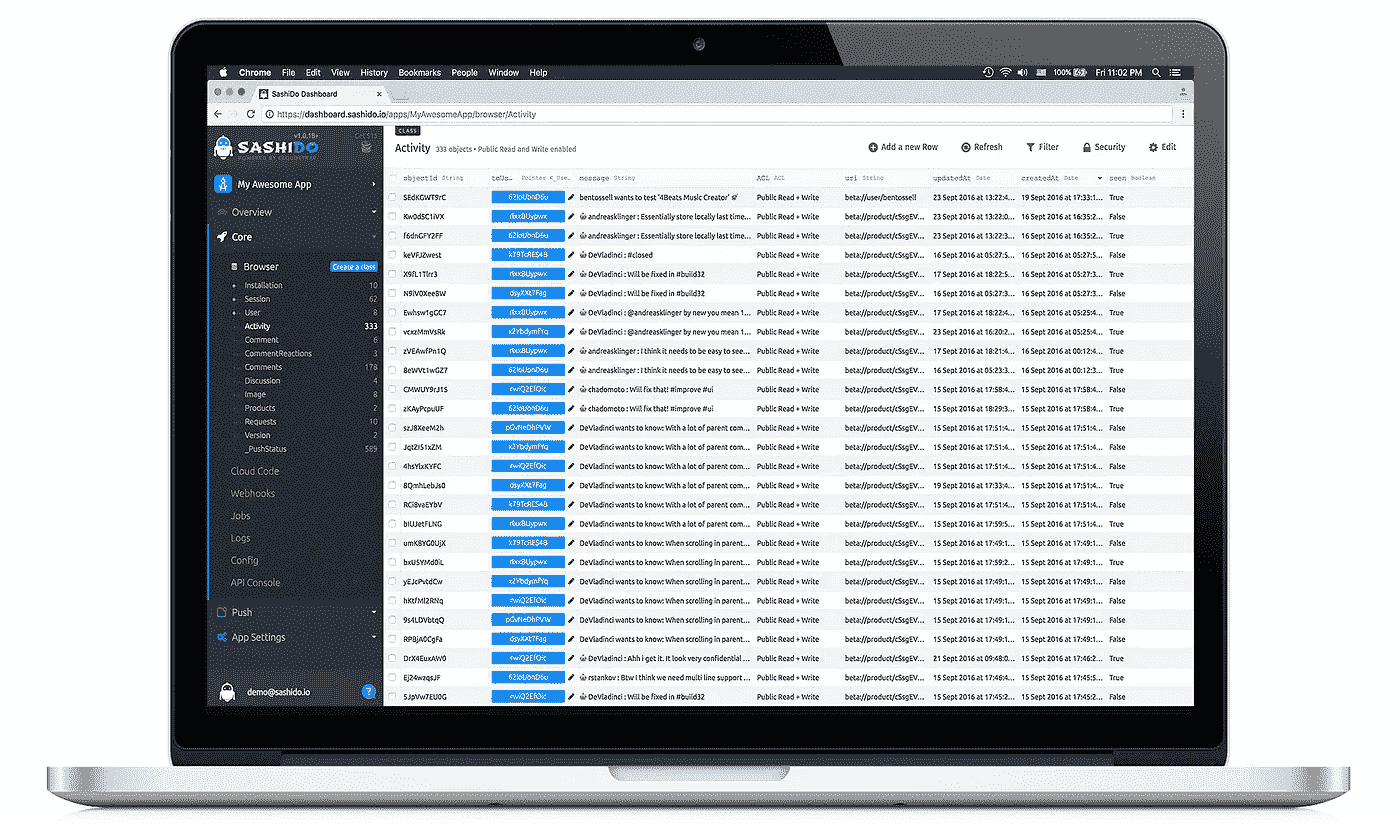 Chrome File Edit View History Bookmarks People Window Help 100% Fri 11:02 PM
SashiDo Dashboard
https://dashboard.sashido.io/apps/MyAwesomeApp/browser/Activity
v1.0.15+ Get $15
SASHIDO
My Awesome App
Overview
Core
Browser Create a class
Installation 10
Session 62
User 8
Activity 333
Comment 6
CommentReactions 3
Comments 178
Discussion 4
Image 8
Products 2
Requests 10
Version 2
_PushStatus 589
Cloud Code
Webhooks
Jobs
Logs
Config
API Console
Push
App Settings
demo@sashido.io ?
CLASS
Activity 333 objects • Public Read and Write enabled
Add a new Row Refresh Filter Security Edit
objectId String toUs... Pointer <_Use... message String ACL ACL uri String updatedAt Date createdAt Date seen Boolean
SEdKGWT9rC bentossell wants to test '4Beats Music Creator' Public Read + Write beta://user/bentossell 23 Sept 2016 at 13:22:4... 19 Sept 2016 at 17:33:1... True
Kw0dSC1iVX rlxxBUypwx andreasklinger : Essentially store locally last time... Public Read + Write beta://product/cSsgEV... 23 Sept 2016 at 13:22:0... 16 Sept 2016 at 16:35:2... False
f6dnGFY2FF andreasklinger : Essentially store locally last time... Public Read + Write beta://product/cSsgEV... 23 Sept 2016 at 13:22:3... 16 Sept 2016 at 16:35:2... True
keVFJZwest DeVladinci : #closed Public Read + Write beta://product/cSsgEV... 16 Sept 2016 at 05:27:5... 16 Sept 2016 at 05:27:5... False
X9fL1Tlrr3 rlxxBUypwx DeVladinci : Will be fixed in #build32 Public Read + Write beta://product/cSsgEV... 17 Sept 2016 at 18:22:5... 16 Sept 2016 at 05:27:3... True
N9lV0XeeBW dsyXXt7Fag DeVladinci : Will be fixed in #build32 Public Read + Write beta://product/cSsgEV... 16 Sept 2016 at 05:27:3... 16 Sept 2016 at 05:27:3... False
Ewhsw1gGC7 rlxxBUypwx DeVladinci : @andreasklinger by new you mean 1... Public Read + Write beta://product/cSsgEV... 17 Sept 2016 at 18:22:4... 16 Sept 2016 at 05:25:4... True
vcxzMmVsRk x2YbdymfYq DeVladinci : @andreasklinger by new you mean 1... Public Read + Write beta://product/cSsgEV... 23 Sept 2016 at 16:20:2... 16 Sept 2016 at 05:25:4... True
zVEAwfPn1Q rlxxBUypwx andreasklinger : I think it needs to be easy to see... Public Read + Write beta://product/cSsgEV... 17 Sept 2016 at 18:21:4... 16 Sept 2016 at 00:12:4... True
8eWVt1wGZ7 andreasklinger : I think it needs to be easy to see... Public Read + Write beta://product/cSsgEV... 16 Sept 2016 at 05:23:3... 16 Sept 2016 at 00:12:3... True
CMWUY9rJ1S chadomoto : Will fix that! #improve #ui Public Read + Write beta://product/cSsgEV... 15 Sept 2016 at 17:58:4... 15 Sept 2016 at 17:58:4... False
zKAyPcpuUF chadomoto : Will fix that! #improve #ui Public Read + Write beta://product/cSsgEV... 15 Sept 2016 at 18:29:3... 15 Sept 2016 at 17:58:4... True
szJ8XeeM2h pGvNeDhPVW DeVladinci wants to know: With a lot of parent com... Public Read + Write beta://product/cSsgEV... 15 Sept 2016 at 17:51:4... 15 Sept 2016 at 17:51:4... False
JqtZI51xZM x2YbdymfYq DeVladinci wants to know: With a lot of parent com... Public Read + Write beta://product/cSsgEV... 15 Sept 2016 at 17:51:4... 15 Sept 2016 at 17:51:4... True
4hsYlxKYFC DeVladinci wants to know: With a lot of parent com... Public Read + Write beta://product/cSsgEV... 15 Sept 2016 at 17:51:4... 15 Sept 2016 at 17:51:4... False
8QmhLebJs0 dsyXXt7Fag DeVladinci wants to know: With a lot of parent com... Public Read + Write beta://product/cSsgEV... 19 Sept 2016 at 17:33:4... 15 Sept 2016 at 17:51:4... True
RCi8vaEYbV DeVladinci wants to know: With a lot of parent com... Public Read + Write beta://product/cSsgEV... 15 Sept 2016 at 17:51:4... 15 Sept 2016 at 17:51:4... False
bIUJetFLNG rlxxBUypwx DeVladinci wants to know: With a lot of parent com... Public Read + Write beta://product/cSsgEV... 15 Sept 2016 at 17:59:5... 15 Sept 2016 at 17:51:4... True
umKBYG0UjX DeVladinci wants to know: When scrolling in parent... Public Read + Write beta://product/cSsgEV... 15 Sept 2016 at 17:49:1... 15 Sept 2016 at 17:49:1... False
bxU5YMd0iL rlxxBUypwx DeVladinci wants to know: When scrolling in parent... Public Read + Write beta://product/cSsgEV... 15 Sept 2016 at 17:59:2... 15 Sept 2016 at 17:49:1... True
yEJcPvtdCw x2YbdymfYq DeVladinci wants to know: When scrolling in parent... Public Read + Write beta://product/cSsgEV... 15 Sept 2016 at 17:49:1... 15 Sept 2016 at 17:49:1... False
hKtfMl2RNq DeVladinci wants to know: When scrolling in parent... Public Read + Write beta://product/cSsgEV... 15 Sept 2016 at 17:49:1... 15 Sept 2016 at 17:49:1... False
9s4LDVbtqQ pGvNeDhPVW DeVladinci wants to know: When scrolling in parent... Public Read + Write beta://product/cSsgEV... 15 Sept 2016 at 17:49:1... 15 Sept 2016 at 17:49:1... False
RPBjA0CgFa dsyXXt7Fag DeVladinci wants to know: When scrolling in parent... Public Read + Write beta://product/cSsgEV... 15 Sept 2016 at 17:49:1... 15 Sept 2016 at 17:49:1... False
DrX4EuxAW0 DeVladinci : Ahh i get it. It look very confidential ... Public Read + Write beta://product/cSsgEV... 21 Sept 2016 at 09:48:0... 15 Sept 2016 at 17:46:2... True
Ej24wzqsJF rstankov : Btw I think we need multi line support ... Public Read + Write beta://product/cSsgEV... 15 Sept 2016 at 17:46:4... 15 Sept 2016 at 17:45:5... True
5JpVw7EU0G DeVladinci : Will be fixed in #build32 Public Read + Write beta://product/cSsgEV... 15 Sept 2016 at 17:45:2... 15 Sept 2016 at 17:45:2... False